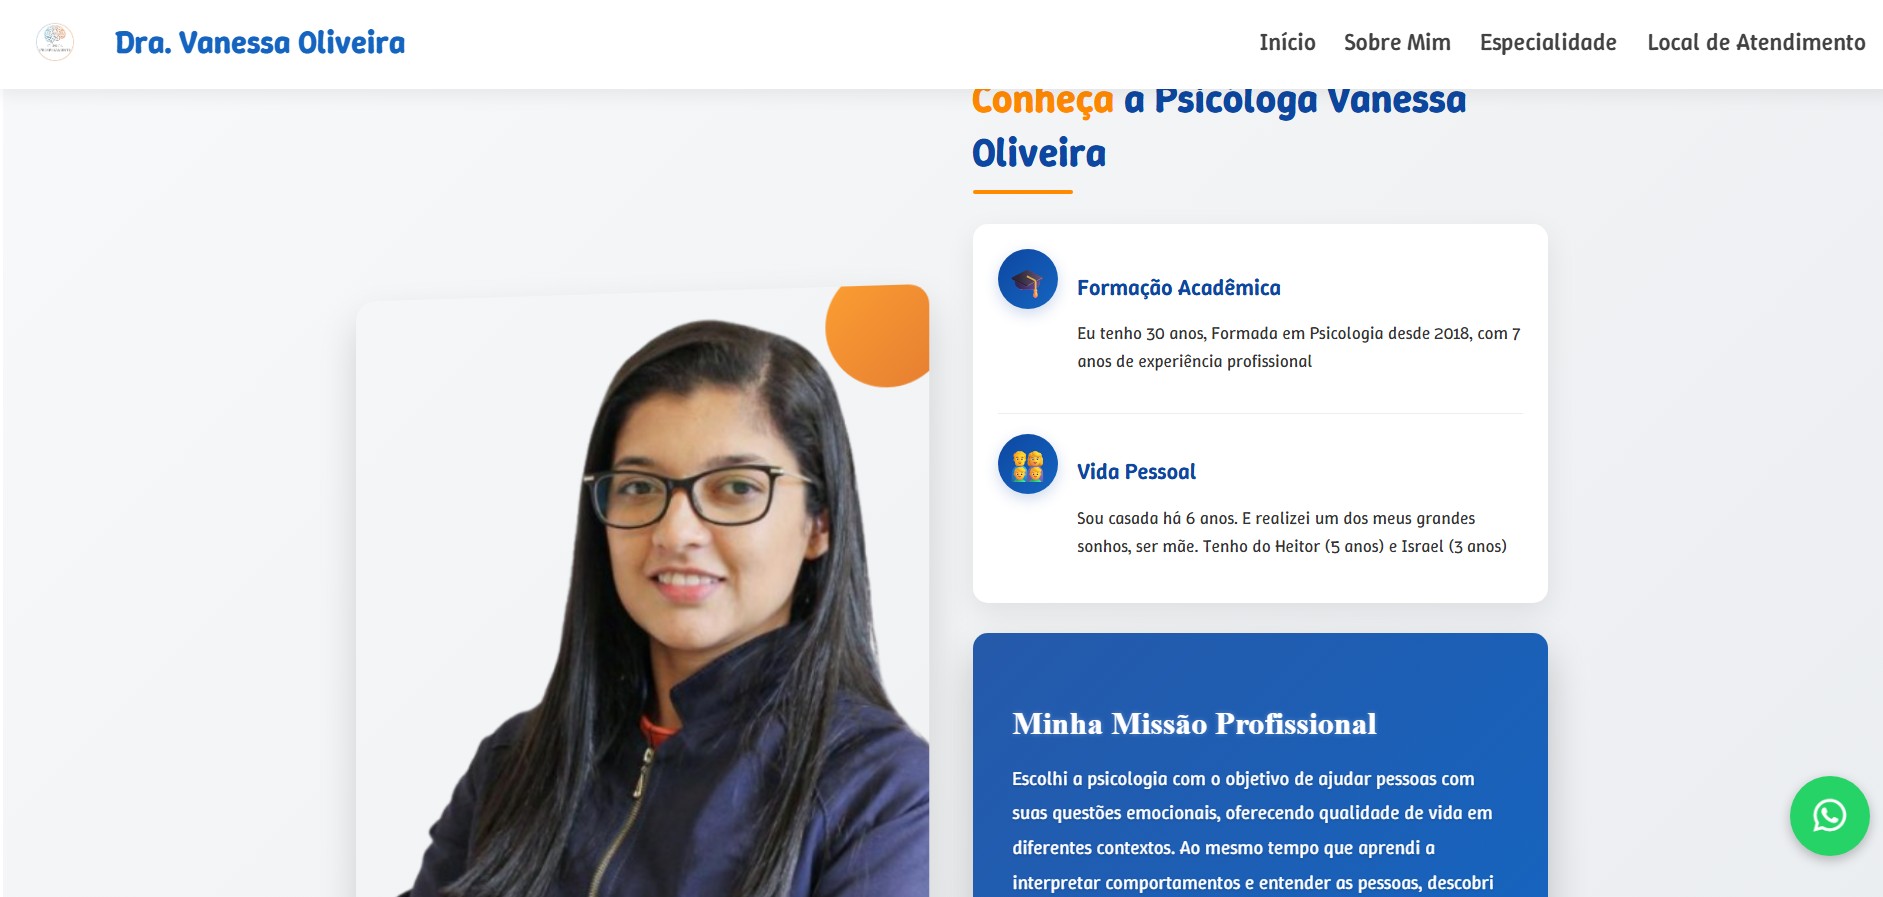 Dra. Vanessa Oliveira
Início Sobre Mim Especialidade Local de Atendimento
Conheça a Psicóloga Vanessa
Oliveira
Formação Acadêmica
Eu tenho 30 anos, Formada em Psicologia desde 2018, com 7
anos de experiência profissional
Vida Pessoal
Sou casada há 6 anos. E realizei um dos meus grandes
sonhos, ser mãe. Tenho do Heitor (5 anos) e Israel (3 anos)
Minha Missão Profissional
Escolhi a psicologia com o objetivo de ajudar pessoas com
suas questões emocionais, oferecendo qualidade de vida em
diferentes contextos. Ao mesmo tempo que aprendi a
interpretar comportamentos e entender as pessoas, descobri